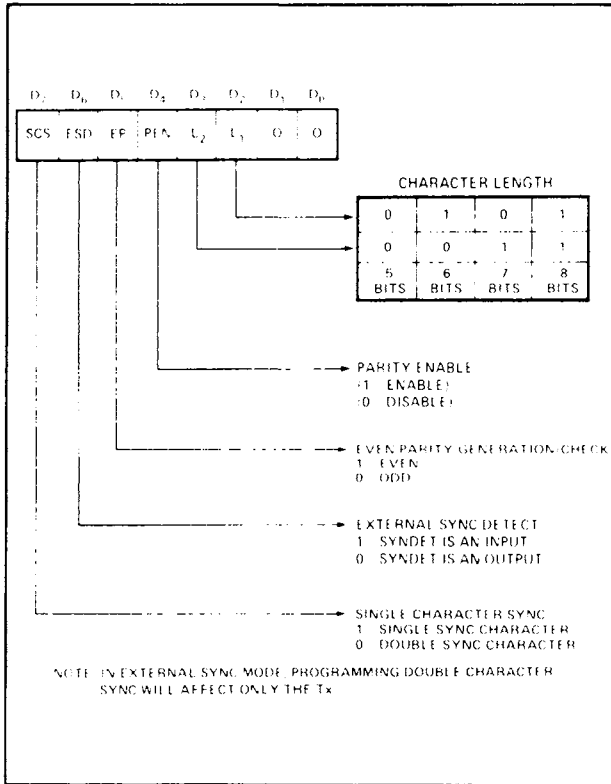 D7 D6 D5 D4 D3 D2 D1 D0
SCS ESD EP PEN L2 L1 0 0
CHARACTER LENGTH
0 1 0 1
0 0 1 1
5 BITS 6 BITS 7 BITS 8 BITS
PARITY ENABLE
(1 ENABLE)
(0 DISABLE)
EVEN PARITY GENERATION/CHECK
1 EVEN
0 ODD
EXTERNAL SYNC DETECT
1 SYNDET IS AN INPUT
0 SYNDET IS AN OUTPUT
SINGLE CHARACTER SYNC
1 SINGLE SYNC CHARACTER
0 DOUBLE SYNC CHARACTER
NOTE: IN EXTERNAL SYNC MODE, PROGRAMMING DOUBLE CHARACTER
SYNC WILL AFFECT ONLY THE Tx